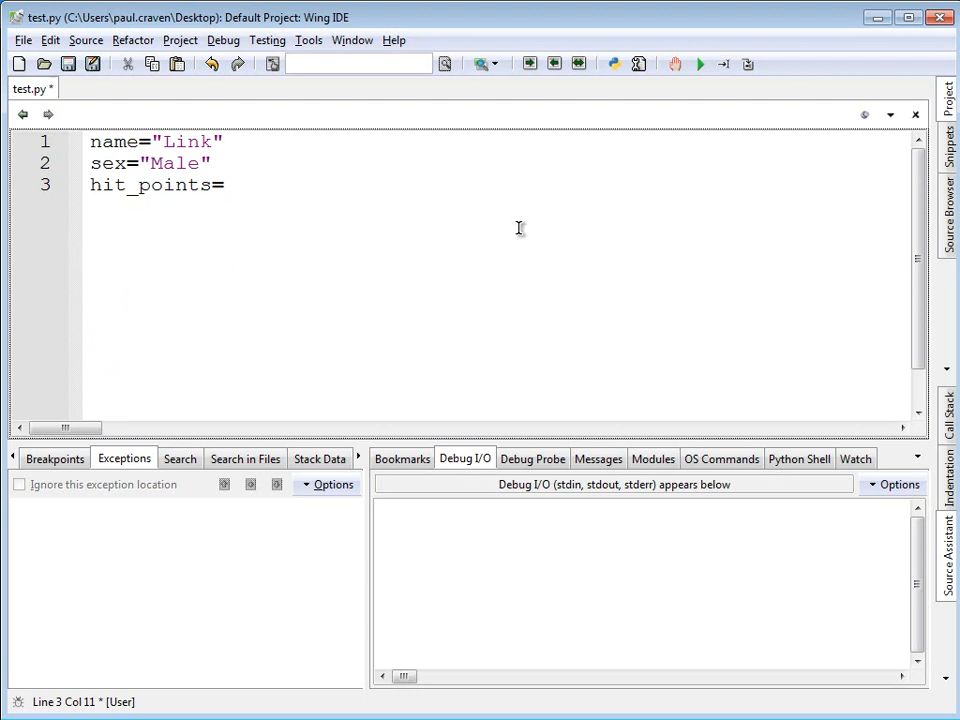 test.py (C:\Users\paul.craven\Desktop): Default Project: Wing IDE
File Edit Source Refactor Project Debug Testing Tools Window Help
test.py *
1 name="Link"
2 sex="Male"
3 hit_points=
Project
Snippets
Source Browser
Call Stack
Indentation
Source Assistant
Breakpoints Exceptions Search Search in Files Stack Data
Ignore this exception location Options
Bookmarks Debug I/O Debug Probe Messages Modules OS Commands Python Shell Watch
Debug I/O (stdin, stdout, stderr) appears below Options
Line 3 Col 11 * [User]